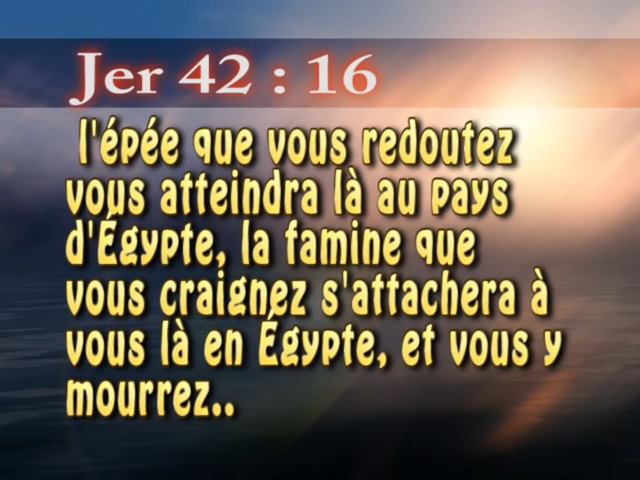 Jer 42 : 16
l'épée que vous redoutez
vous atteindra là au pays
d'Égypte, la famine que
vous craignez s'attachera à
vous là en Égypte, et vous y
mourrez..